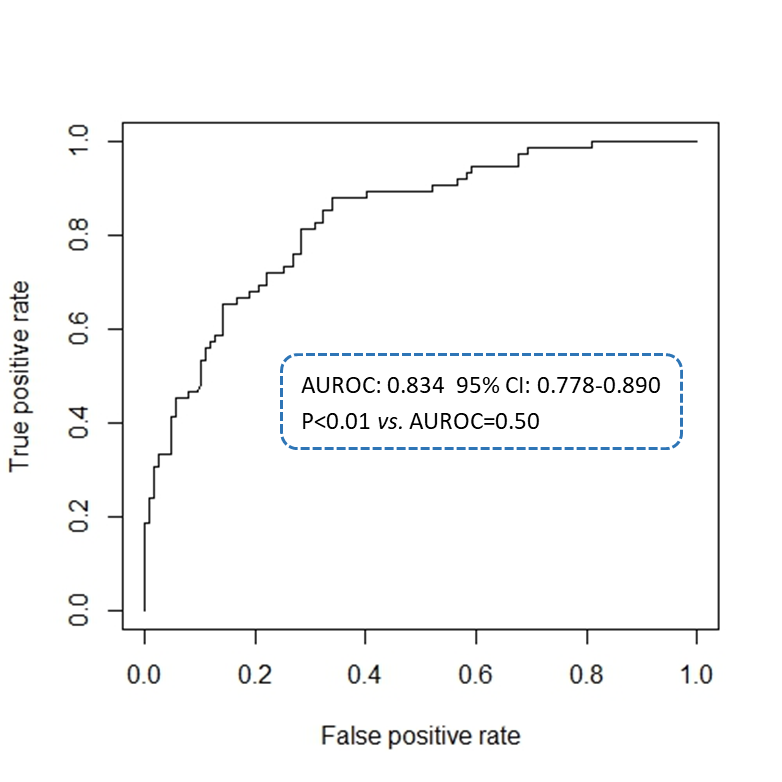 True positive rate
1.0
0.8
0.6
0.4
0.2
0.0
AUROC: 0.834  95% CI: 0.778-0.890
P<0.01 vs. AUROC=0.50
0.0 0.2 0.4 0.6 0.8 1.0
False positive rate